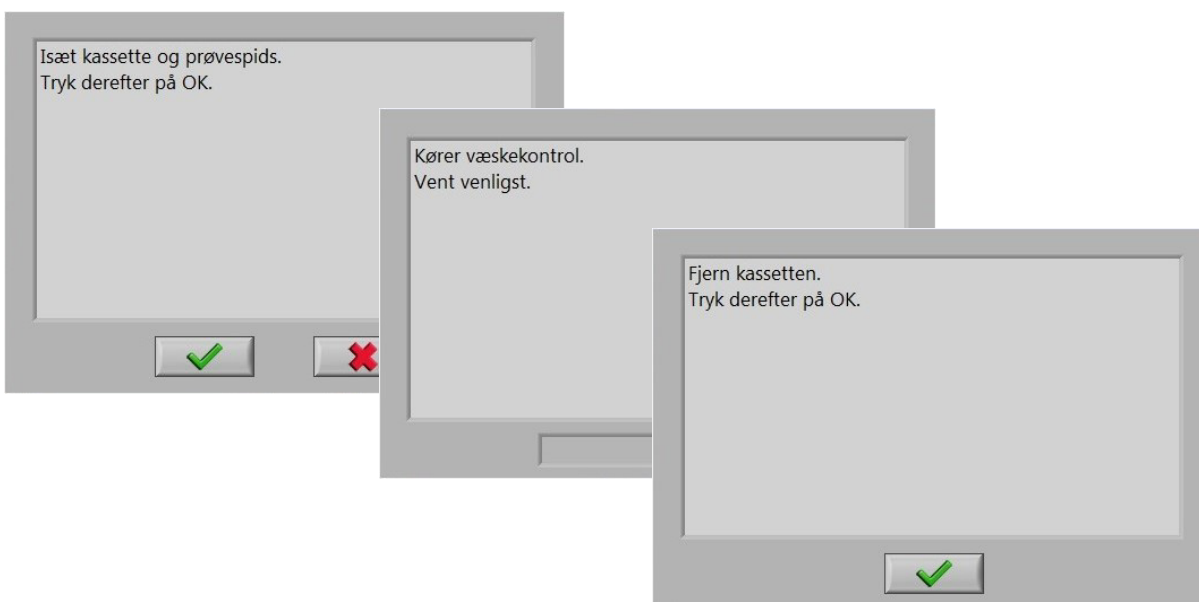 Isæt kassette og prøvespids.
Tryk derefter på OK.
Kører væskekontrol.
Vent venligst.
Fjern kassetten.
Tryk derefter på OK.